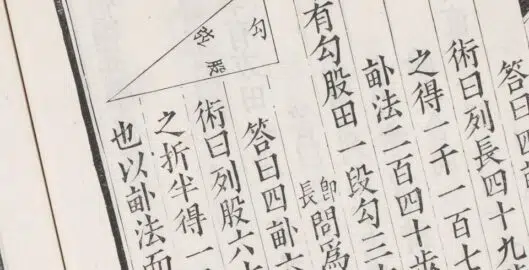 答曰四
術曰列長四十九
之得一千一百七
畝法二百四十步
有勾股田一段勾三
即長問為
答曰四畝六
術曰列股六
之折半得一
也以畝法而
勾
弦
股